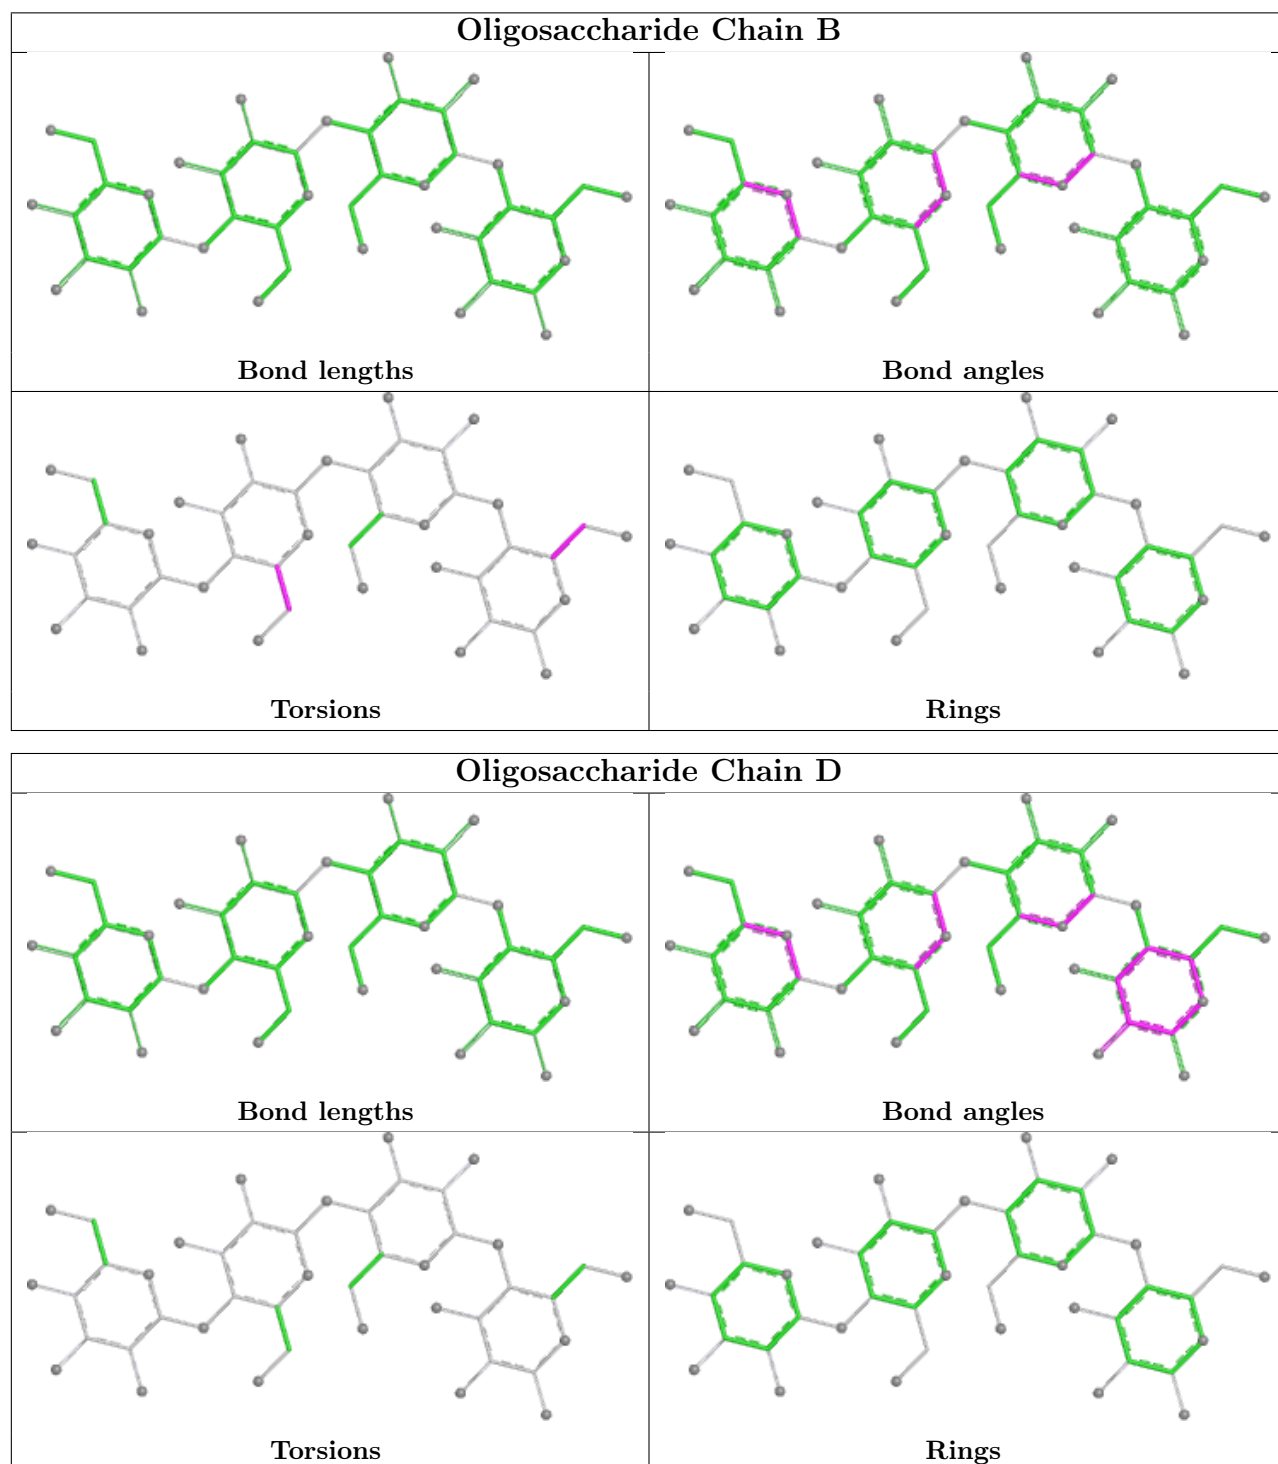 Oligosaccharide Chain B
Bond lengths
Bond angles
Torsions
Rings
Oligosaccharide Chain D
Bond lengths
Bond angles
Torsions
Rings